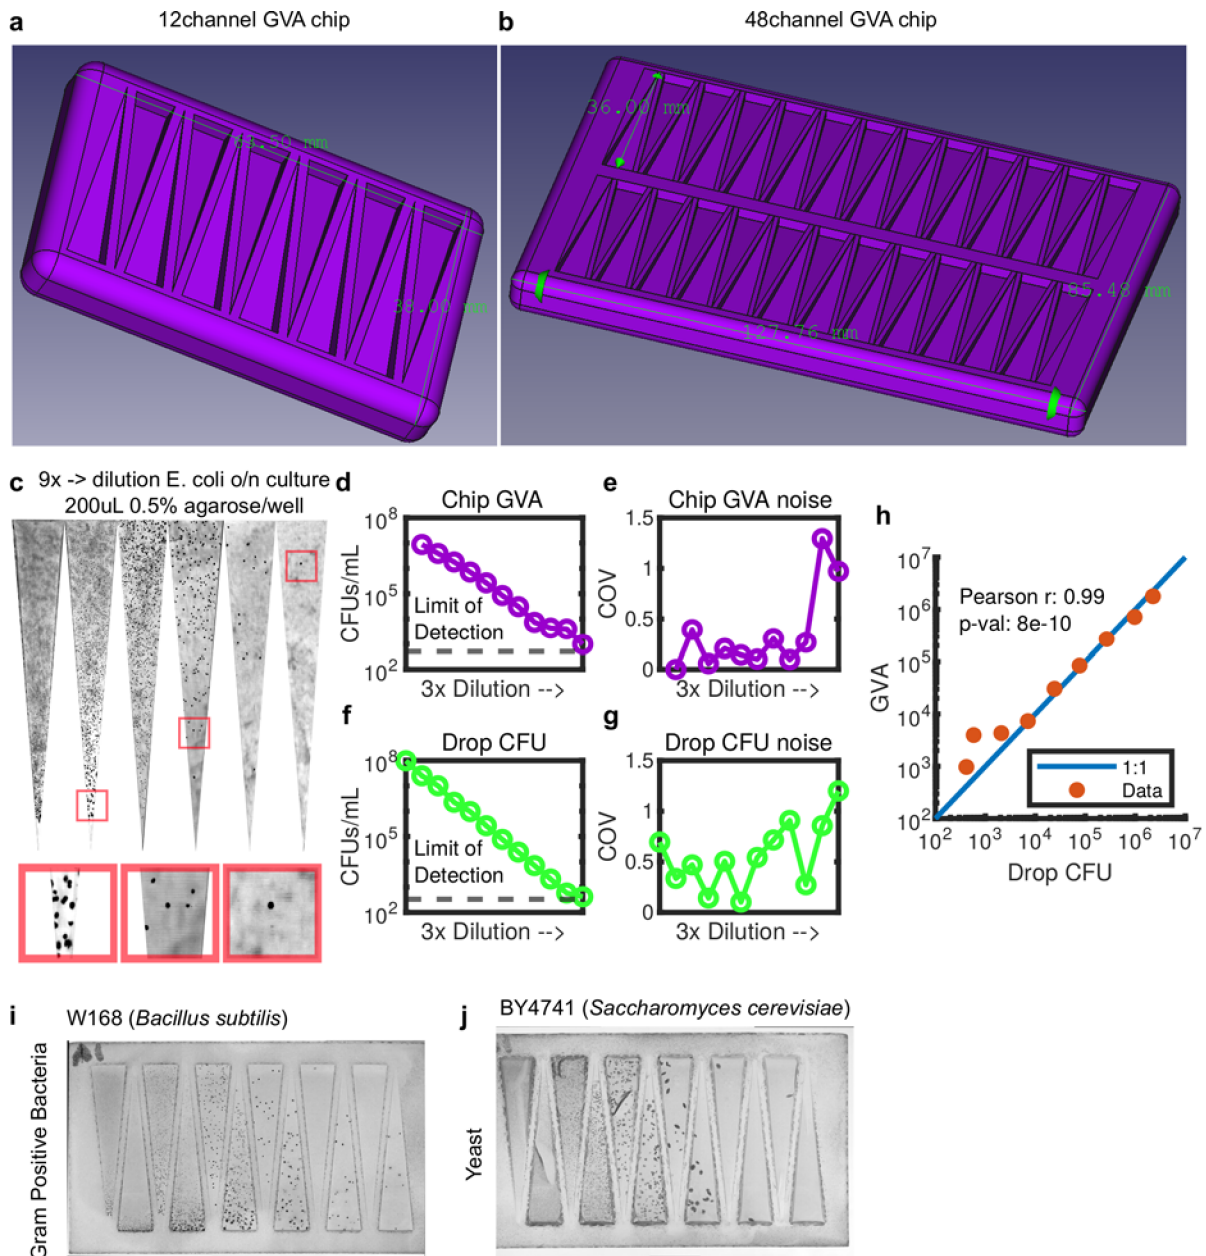 a 12channel GVA chip
b 48channel GVA chip
63.50 mm
38.00 mm
36.00 mm
127.76 mm
85.48 mm
c 9x -> dilution E. coli o/n culture
200uL 0.5% agarose/well
d Chip GVA
CFUs/mL
10^8
10^5
10^2
Limit of
Detection
3x Dilution -->
e Chip GVA noise
COV
1.5
1
0.5
0
3x Dilution -->
f Drop CFU
CFUs/mL
10^8
10^5
10^2
Limit of
Detection
3x Dilution -->
g Drop CFU noise
COV
1.5
1
0.5
0
3x Dilution -->
h
GVA
10^7
10^6
10^5
10^4
10^3
10^2
Pearson r: 0.99
p-val: 8e-10
1:1
Data
10^2 10^3 10^4 10^5 10^6 10^7
Drop CFU
i W168 (Bacillus subtilis)
Gram Positive Bacteria
j BY4741 (Saccharomyces cerevisiae)
Yeast